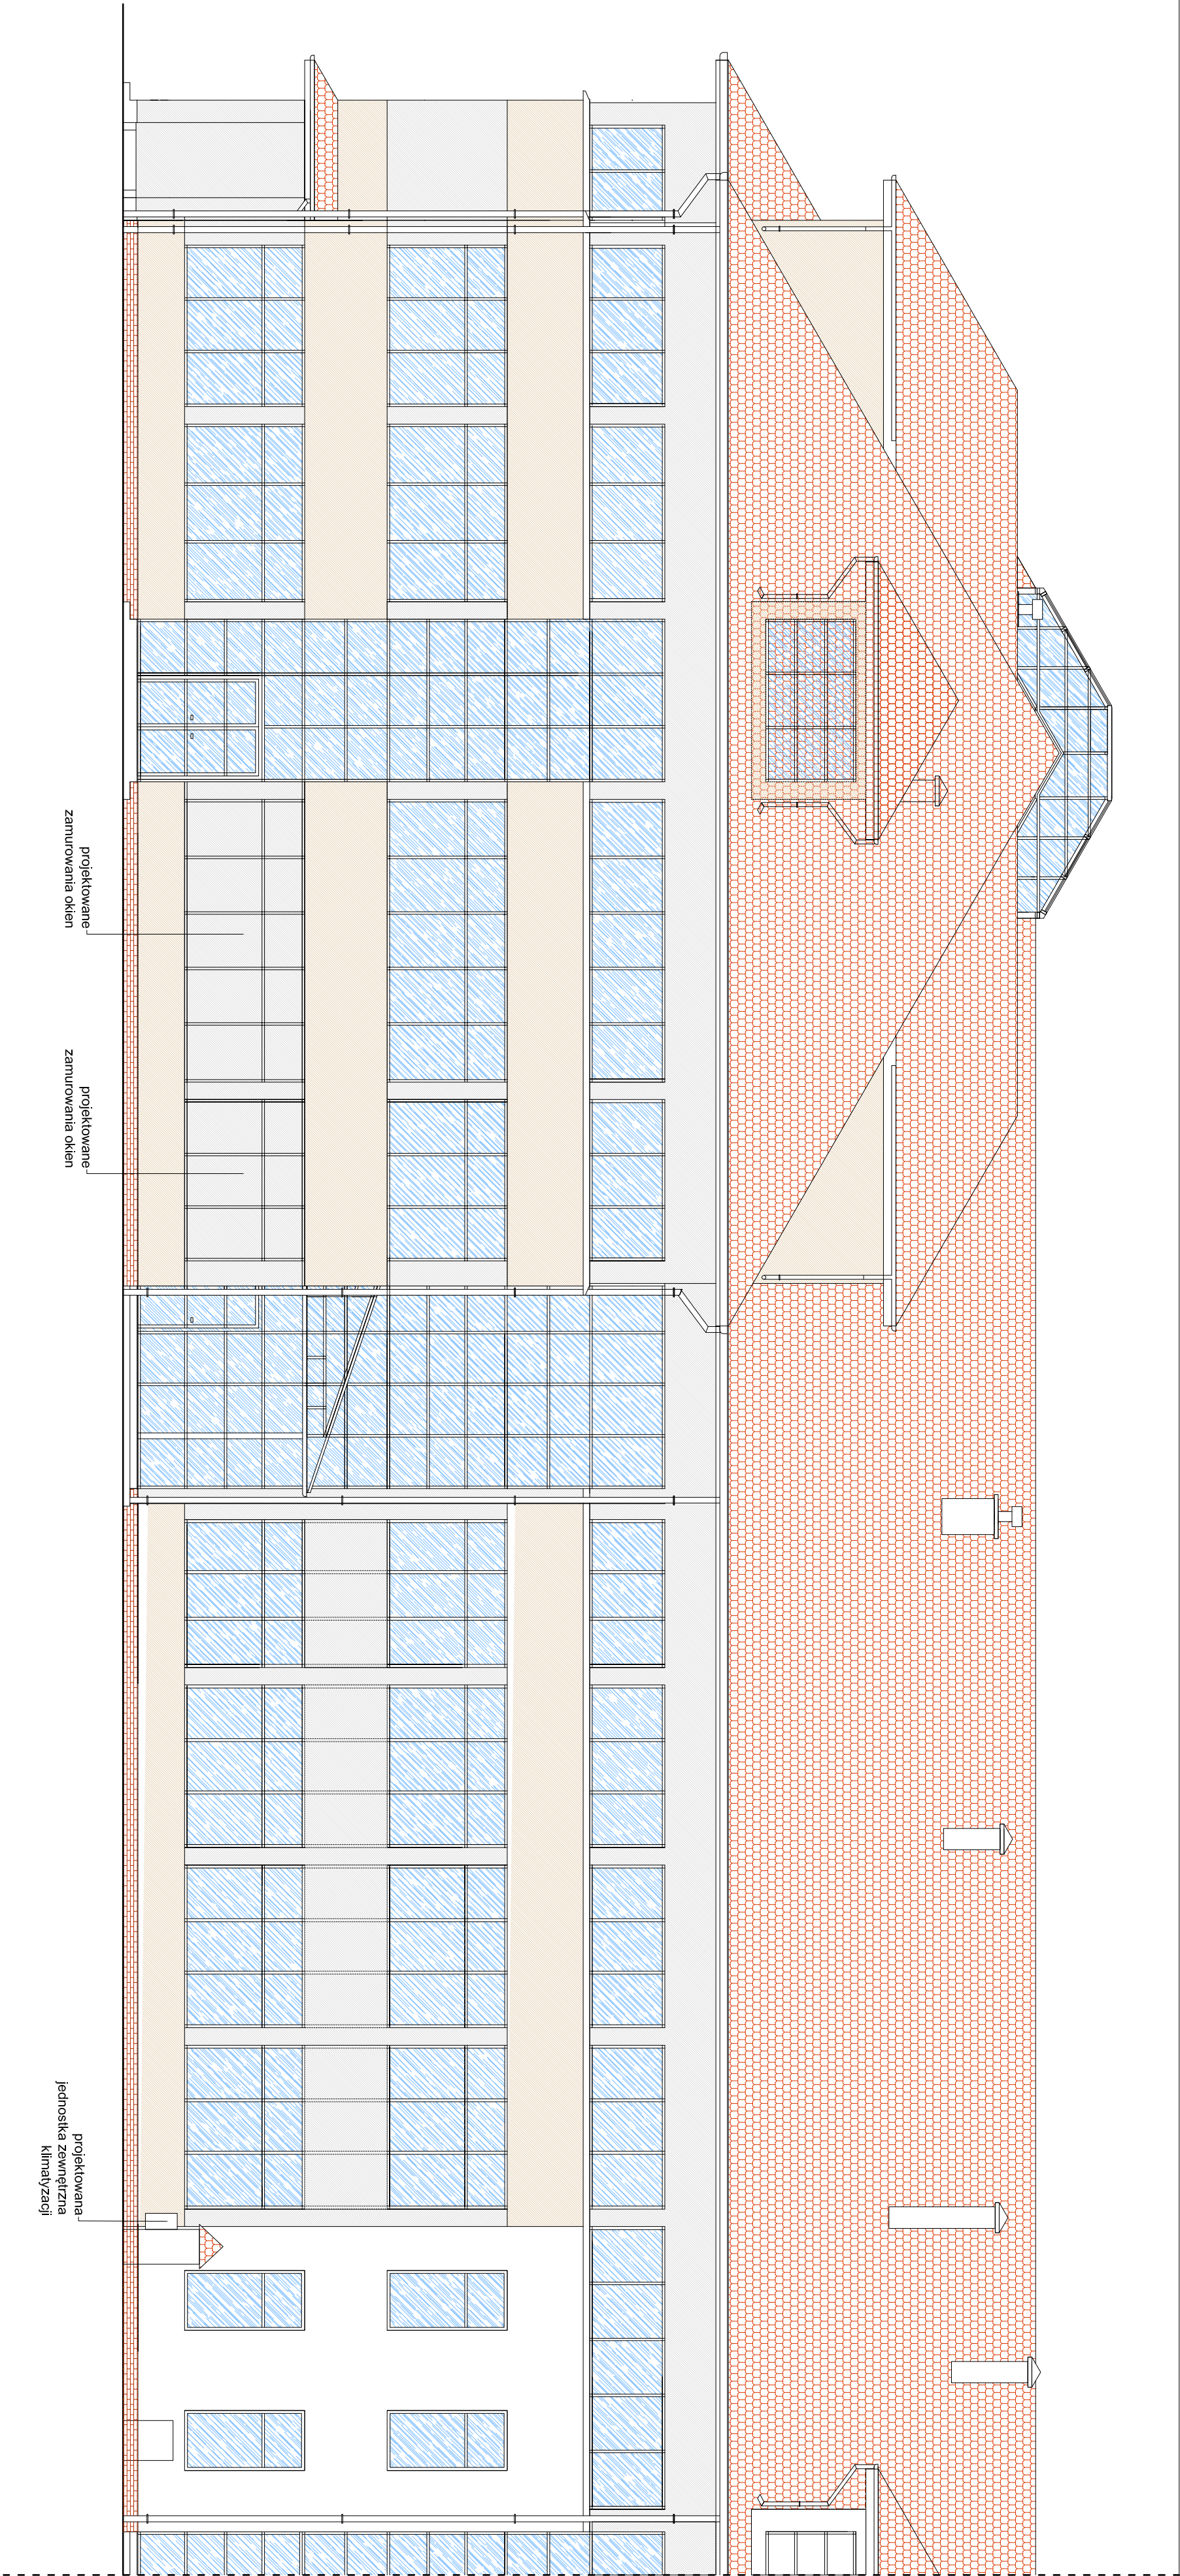 projektowane
zamurowania okien
projektowane
zamurowania okien
projektowana
jednostka zewnętrzna
klimatyzacji